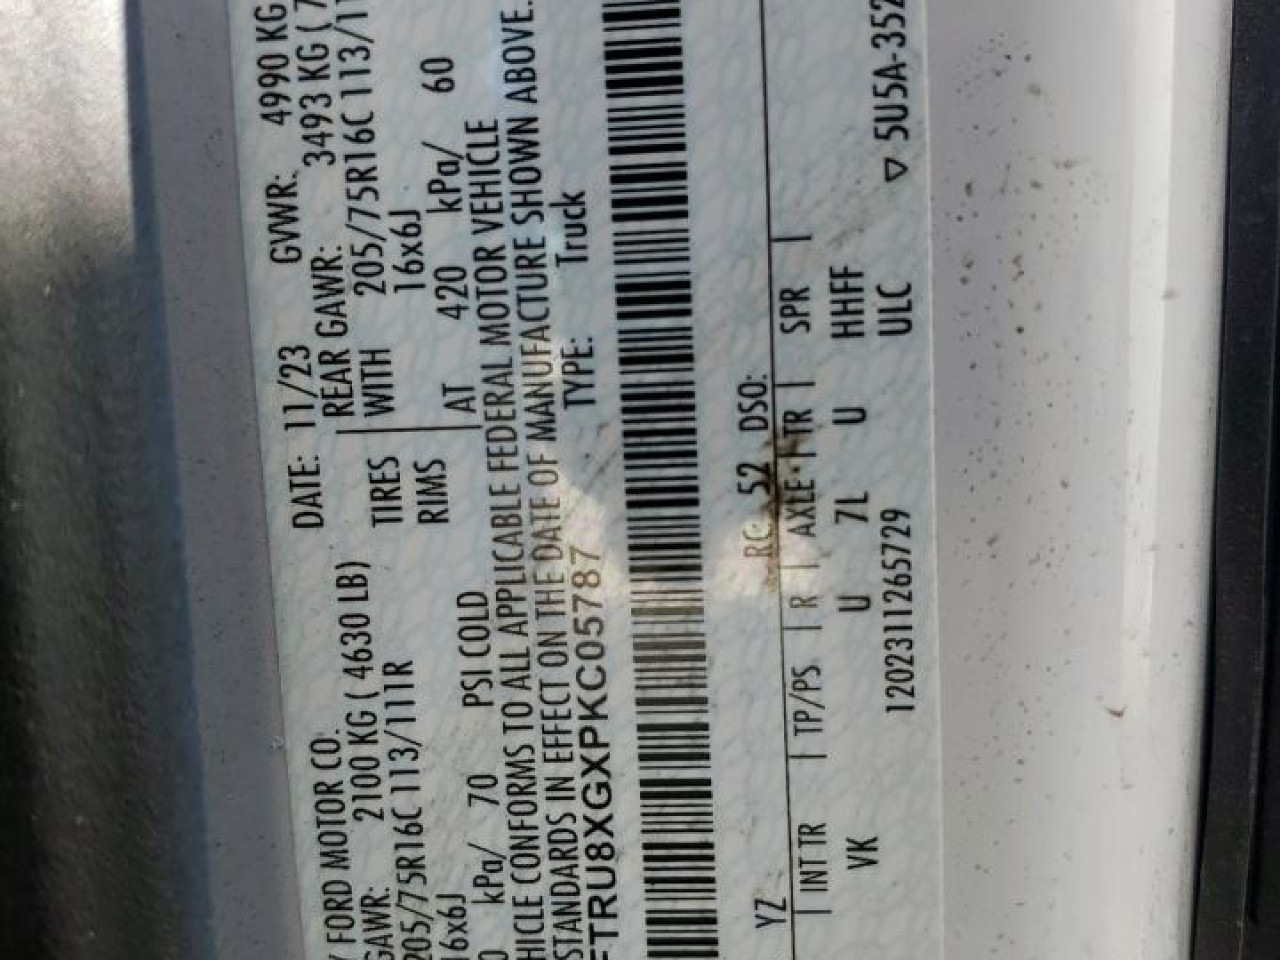 Y FORD MOTOR CO. DATE: 11/23 GVWR: 4990 KG
GAWR: 2100 KG ( 4630 LB) REAR GAWR: 3493 KG ( 7
205/75R16C 113/111R TIRES WITH 205/75R16C 113/11
16x6J RIMS 16x6J
0 kPa/ 70 PSI COLD AT 420 kPa/ 60
HICLE CONFORMS TO ALL APPLICABLE FEDERAL MOTOR VEHICLE
STANDARDS IN EFFECT ON THE DATE OF MANUFACTURE SHOWN ABOVE.
FTRU8XGXPKC05787 TYPE: Truck
YZ RC: 52 DSO:
INT TR TP/PS R AXLE TR SPR
VK U 7L U HHFF
1202311265729 ULC ▽ 5U5A-352